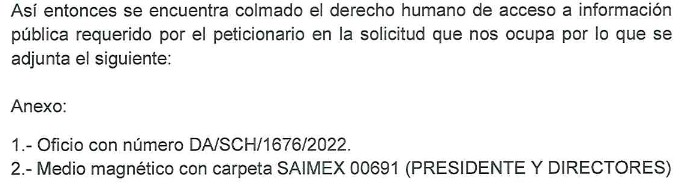 Así entonces se encuentra colmado el derecho humano de acceso a información
pública requerido por el peticionario en la solicitud que nos ocupa por lo que se
adjunta el siguiente:
Anexo:
1.- Oficio con número DA/SCH/1676/2022.
2.- Medio magnético con carpeta SAIMEX 00691 (PRESIDENTE Y DIRECTORES)